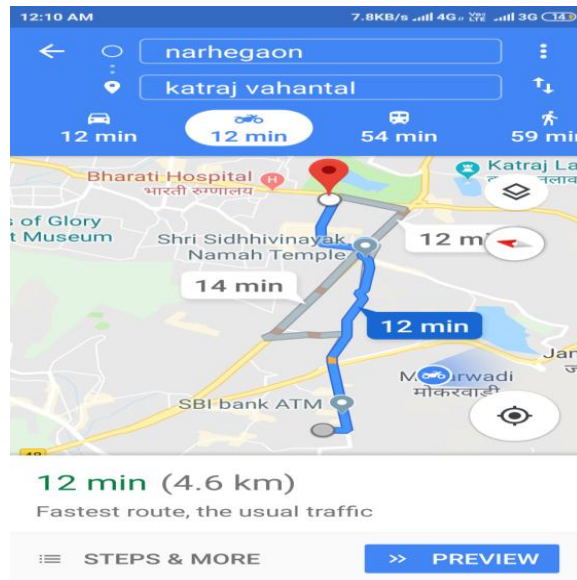 12:10 AM 7.8KB/s 4G 3G 14
narhegaon
katraj vahantal
12 min 12 min 54 min 59 mi
Bharati Hospital H Katraj La
भारती रुग्णालय
s of Glory
t Museum
Shri Sidhhivinayak 12 m
Namah Temple
14 min
12 min
Jan
मोकरवाडी
SBI bank ATM
12 min (4.6 km)
Fastest route, the usual traffic
STEPS & MORE >> PREVIEW